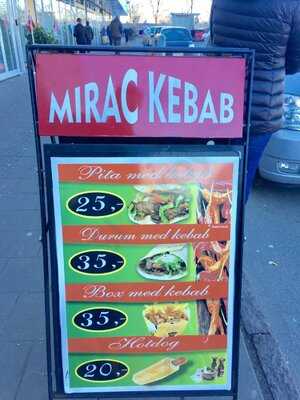 MIRAC KEBAB
Pita med kebab
25,-
Durum med kebab
35,-
Box med kebab
35,-
Hotdog
20,-